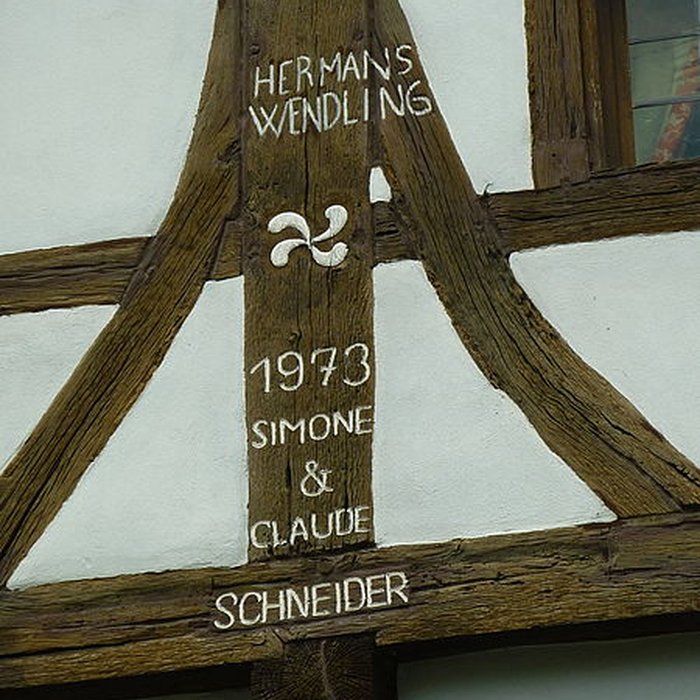 HERMANS
WENDLING
1973
SIMONE
&
CLAUDE
SCHNEIDER